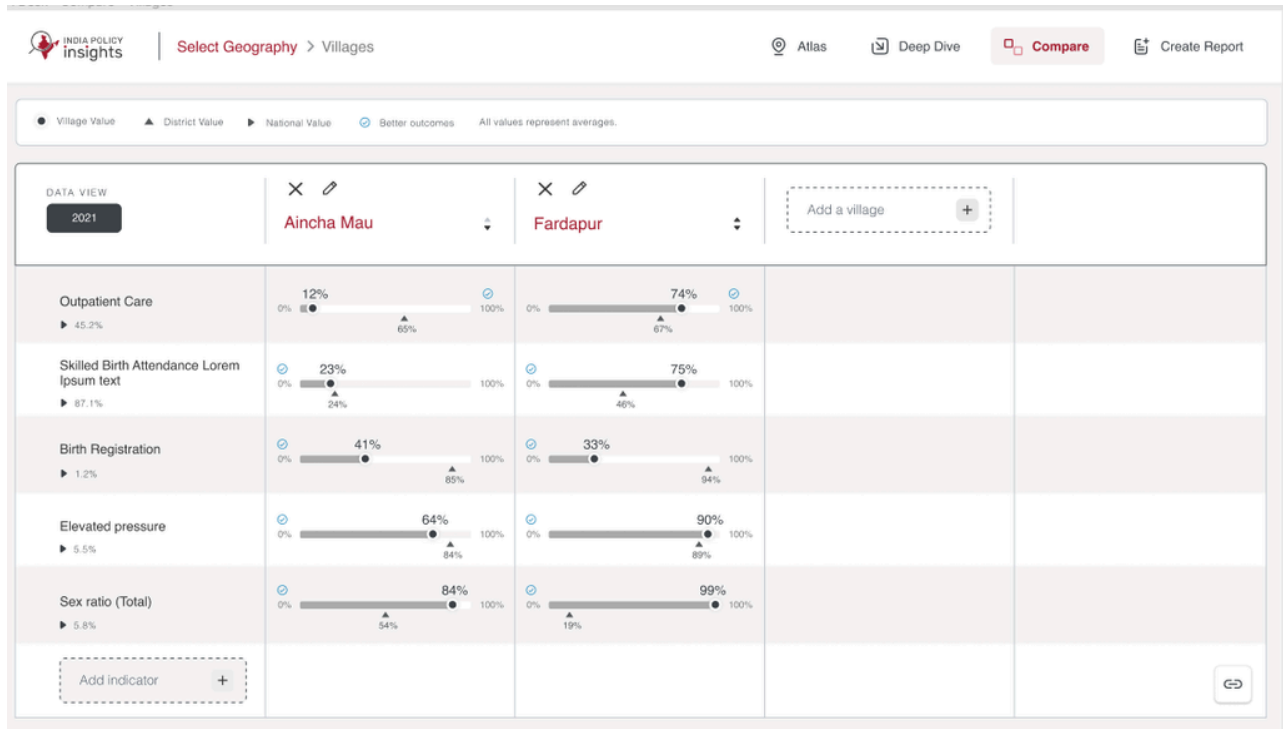 INDIA POLICY
insights
Select Geography > Villages
Atlas
Deep Dive
Compare
Create Report
Village Value
District Value
National Value
Better outcomes
All values represent averages.
DATA VIEW
2021
Aincha Mau
Fardapur
Add a village +
Outpatient Care
45.2%
12%
0% 100%
65%
74%
0% 100%
67%
Skilled Birth Attendance Lorem
Ipsum text
87.1%
23%
0% 100%
24%
75%
0% 100%
46%
Birth Registration
1.2%
41%
0% 100%
85%
33%
0% 100%
94%
Elevated pressure
5.5%
64%
0% 100%
84%
90%
0% 100%
89%
Sex ratio (Total)
5.8%
84%
0% 100%
54%
99%
0% 100%
19%
Add indicator +